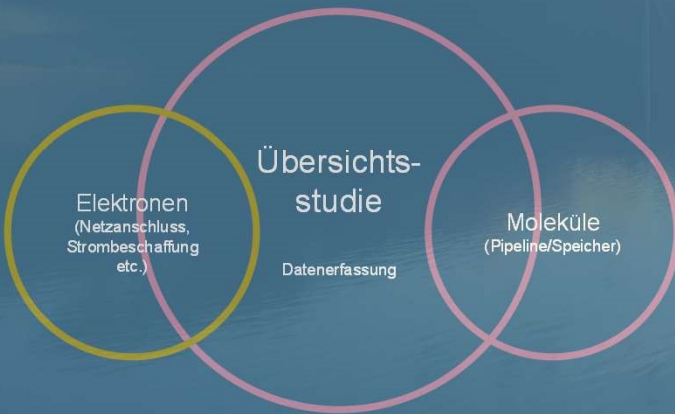 Übersichts-
studie
Datenerfassung
Elektronen
(Netzanschluss,
Strombeschaffung
etc.)
Moleküle
(Pipeline/Speicher)